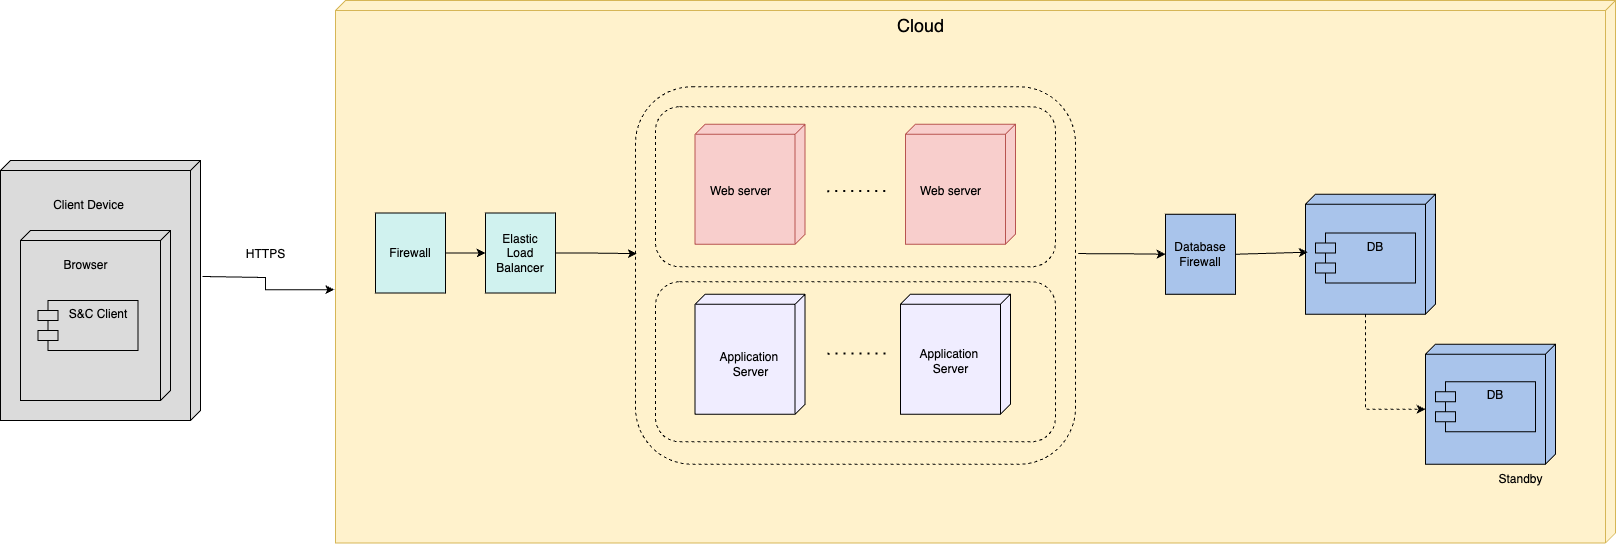 Cloud
Client Device
Browser
S&C Client
HTTPS
Firewall
Elastic
Load
Balancer
Web server
Web server
Application
Server
Application
Server
Database
Firewall
DB
DB
Standby